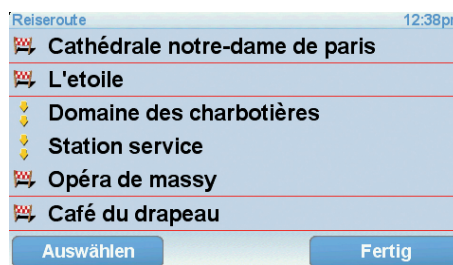 Reiseroute 12:38p
Cathédrale notre-dame de paris
L'etoile
Domaine des charbotières
Station service
Opéra de massy
Café du drapeau
Auswählen Fertig